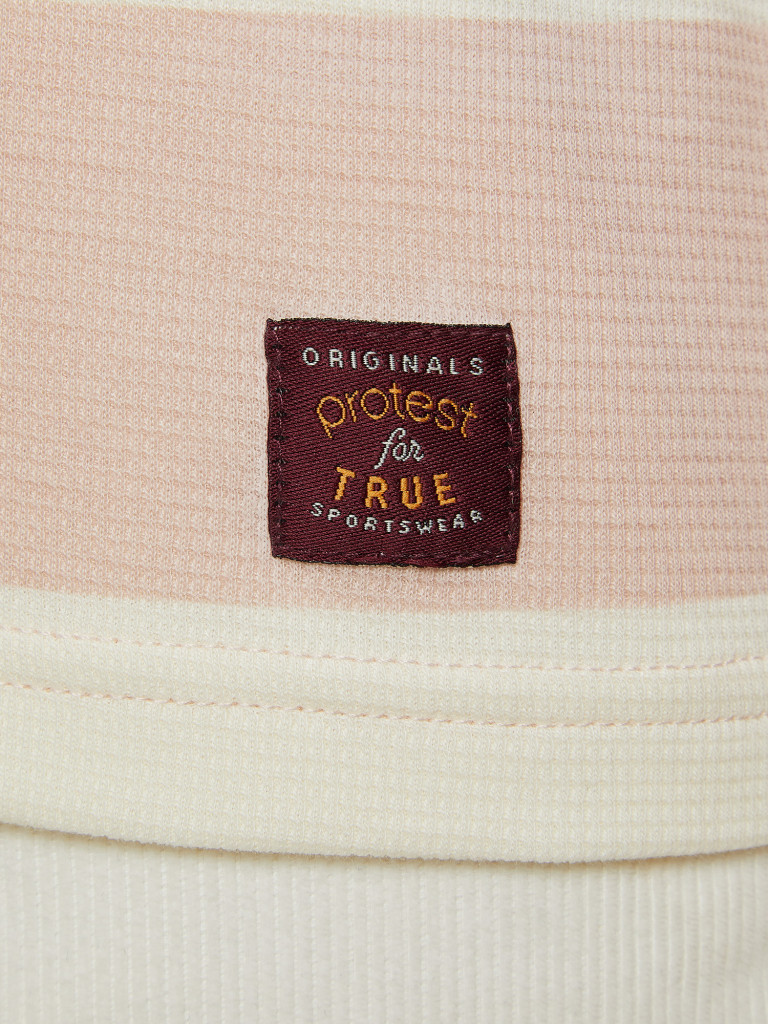 ORIGINALS
protest
for
TRUE
SPORTSWEAR